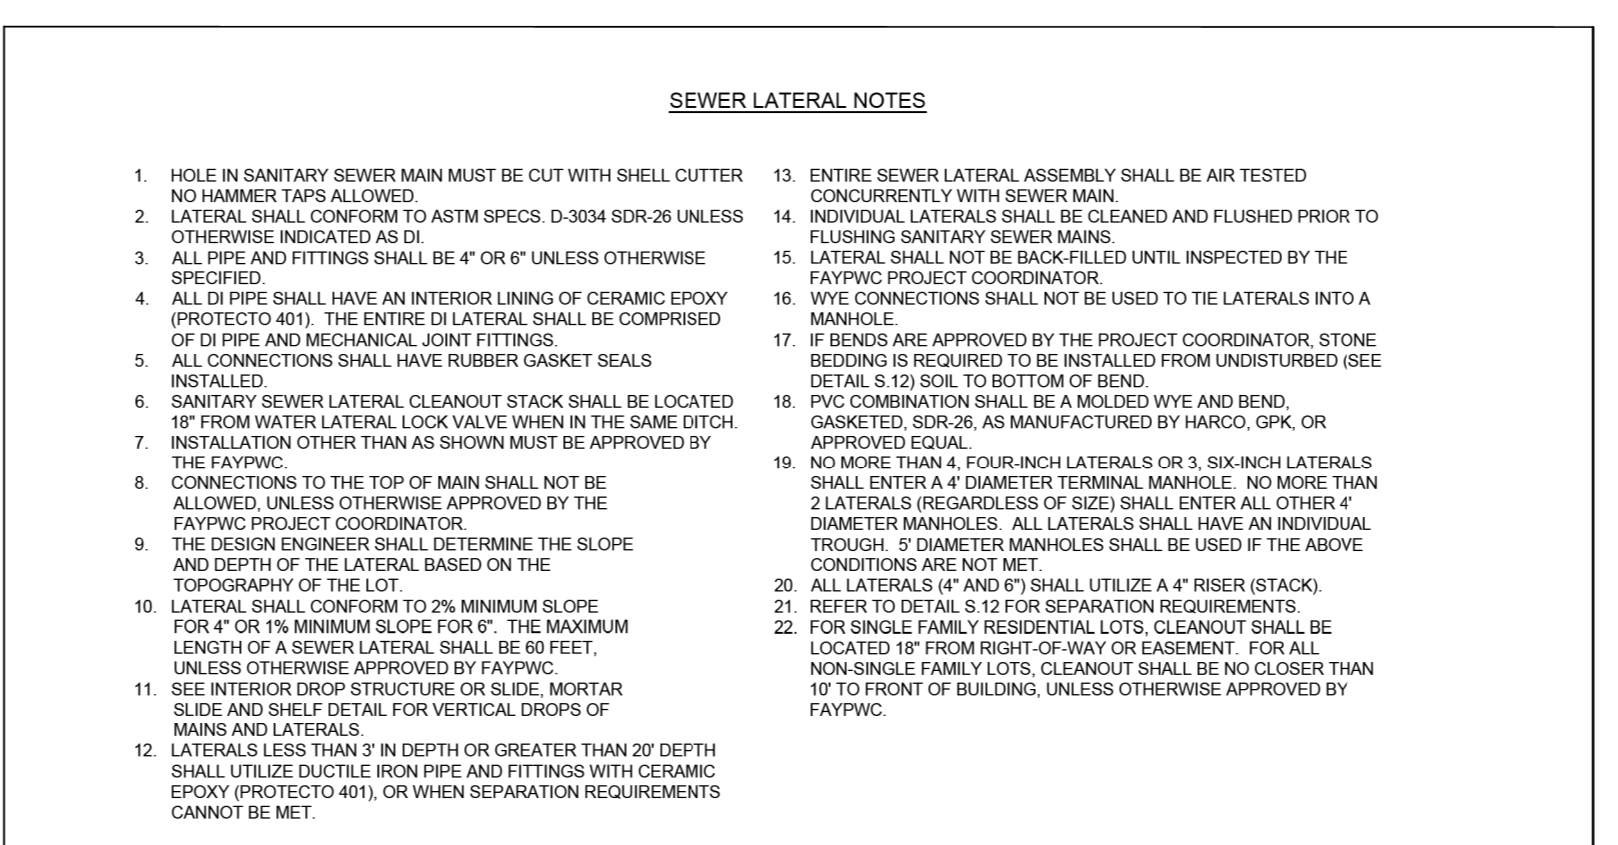 SEWER LATERAL NOTES
1. HOLE IN SANITARY SEWER MAIN MUST BE CUT WITH SHELL CUTTER
NO HAMMER TAPS ALLOWED.
2. LATERAL SHALL CONFORM TO ASTM SPECS. D-3034 SDR-26 UNLESS
OTHERWISE INDICATED AS DI.
3. ALL PIPE AND FITTINGS SHALL BE 4" OR 6" UNLESS OTHERWISE
SPECIFIED.
4. ALL DI PIPE SHALL HAVE AN INTERIOR LINING OF CERAMIC EPOXY
(PROTECTO 401). THE ENTIRE DI LATERAL SHALL BE COMPRISED
OF DI PIPE AND MECHANICAL JOINT FITTINGS.
5. ALL CONNECTIONS SHALL HAVE RUBBER GASKET SEALS
INSTALLED.
6. SANITARY SEWER LATERAL CLEANOUT STACK SHALL BE LOCATED
18" FROM WATER LATERAL LOCK VALVE WHEN IN THE SAME DITCH.
7. INSTALLATION OTHER THAN AS SHOWN MUST BE APPROVED BY
THE FAYPWC.
8. CONNECTIONS TO THE TOP OF MAIN SHALL NOT BE
ALLOWED, UNLESS OTHERWISE APPROVED BY THE
FAYPWC PROJECT COORDINATOR.
9. THE DESIGN ENGINEER SHALL DETERMINE THE SLOPE
AND DEPTH OF THE LATERAL BASED ON THE
TOPOGRAPHY OF THE LOT.
10. LATERAL SHALL CONFORM TO 2% MINIMUM SLOPE
FOR 4" OR 1% MINIMUM SLOPE FOR 6". THE MAXIMUM
LENGTH OF A SEWER LATERAL SHALL BE 60 FEET,
UNLESS OTHERWISE APPROVED BY FAYPWC.
11. SEE INTERIOR DROP STRUCTURE OR SLIDE, MORTAR
SLIDE AND SHELF DETAIL FOR VERTICAL DROPS OF
MAINS AND LATERALS.
12. LATERALS LESS THAN 3' IN DEPTH OR GREATER THAN 20' DEPTH
SHALL UTILIZE DUCTILE IRON PIPE AND FITTINGS WITH CERAMIC
EPOXY (PROTECTO 401), OR WHEN SEPARATION REQUIREMENTS
CANNOT BE MET.
13. ENTIRE SEWER LATERAL ASSEMBLY SHALL BE AIR TESTED
CONCURRENTLY WITH SEWER MAIN.
14. INDIVIDUAL LATERALS SHALL BE CLEANED AND FLUSHED PRIOR TO
FLUSHING SANITARY SEWER MAINS.
15. LATERAL SHALL NOT BE BACK-FILLED UNTIL INSPECTED BY THE
FAYPWC PROJECT COORDINATOR.
16. WYE CONNECTIONS SHALL NOT BE USED TO TIE LATERALS INTO A
MANHOLE.
17. IF BENDS ARE APPROVED BY THE PROJECT COORDINATOR, STONE
BEDDING IS REQUIRED TO BE INSTALLED FROM UNDISTURBED (SEE
DETAIL S.12) SOIL TO BOTTOM OF BEND.
18. PVC COMBINATION SHALL BE A MOLDED WYE AND BEND,
GASKETED, SDR-26, AS MANUFACTURED BY HARCO, GPK, OR
APPROVED EQUAL.
19. NO MORE THAN 4, FOUR-INCH LATERALS OR 3, SIX-INCH LATERALS
SHALL ENTER A 4' DIAMETER TERMINAL MANHOLE. NO MORE THAN
2 LATERALS (REGARDLESS OF SIZE) SHALL ENTER ALL OTHER 4'
DIAMETER MANHOLES. ALL LATERALS SHALL HAVE AN INDIVIDUAL
TROUGH. 5' DIAMETER MANHOLES SHALL BE USED IF THE ABOVE
CONDITIONS ARE NOT MET.
20. ALL LATERALS (4" AND 6") SHALL UTILIZE A 4" RISER (STACK).
21. REFER TO DETAIL S.12 FOR SEPARATION REQUIREMENTS.
22. FOR SINGLE FAMILY RESIDENTIAL LOTS, CLEANOUT SHALL BE
LOCATED 18" FROM RIGHT-OF-WAY OR EASEMENT. FOR ALL
NON-SINGLE FAMILY LOTS, CLEANOUT SHALL BE NO CLOSER THAN
10' TO FRONT OF BUILDING, UNLESS OTHERWISE APPROVED BY
FAYPWC.